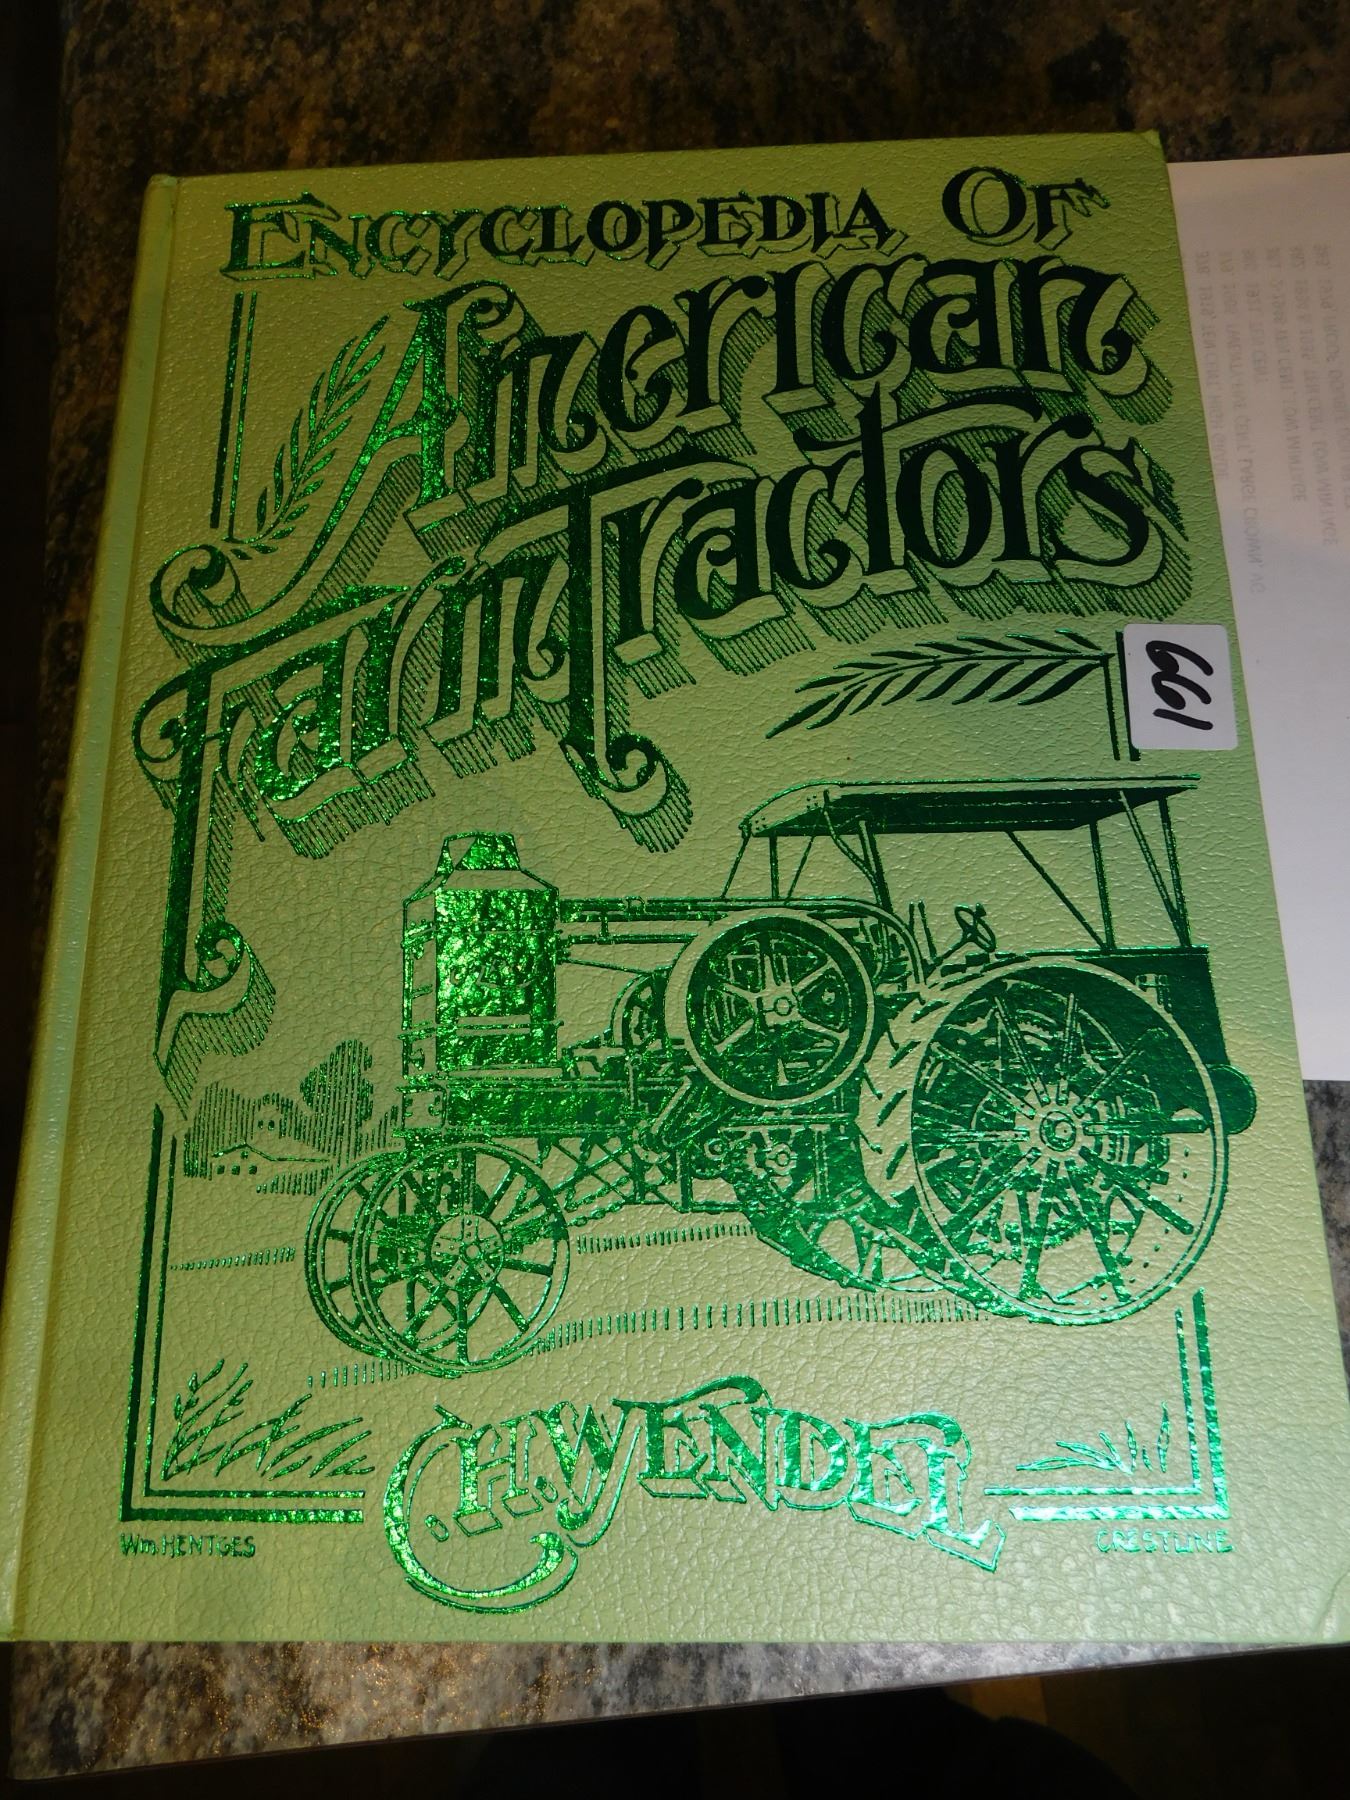 ENCYCLOPEDIA OF
American
Farm Tractors
661
C.H. WENDEL
Wm. HENTGES
CRESTLINE